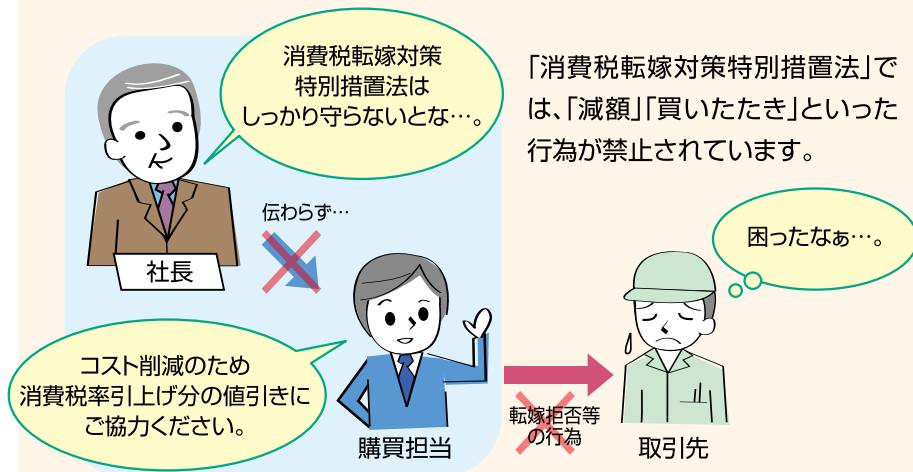 消費税転嫁対策
特別措置法は
しっかり守らないとな…。
「消費税転嫁対策特別措置法」で
は、「減額」「買いたたき」といった
行為が禁止されています。
伝わらず…
社長
困ったなぁ…。
コスト削減のため
消費税率引上げ分の値引きに
ご協力ください。
購買担当
転嫁拒否等
の行為
取引先